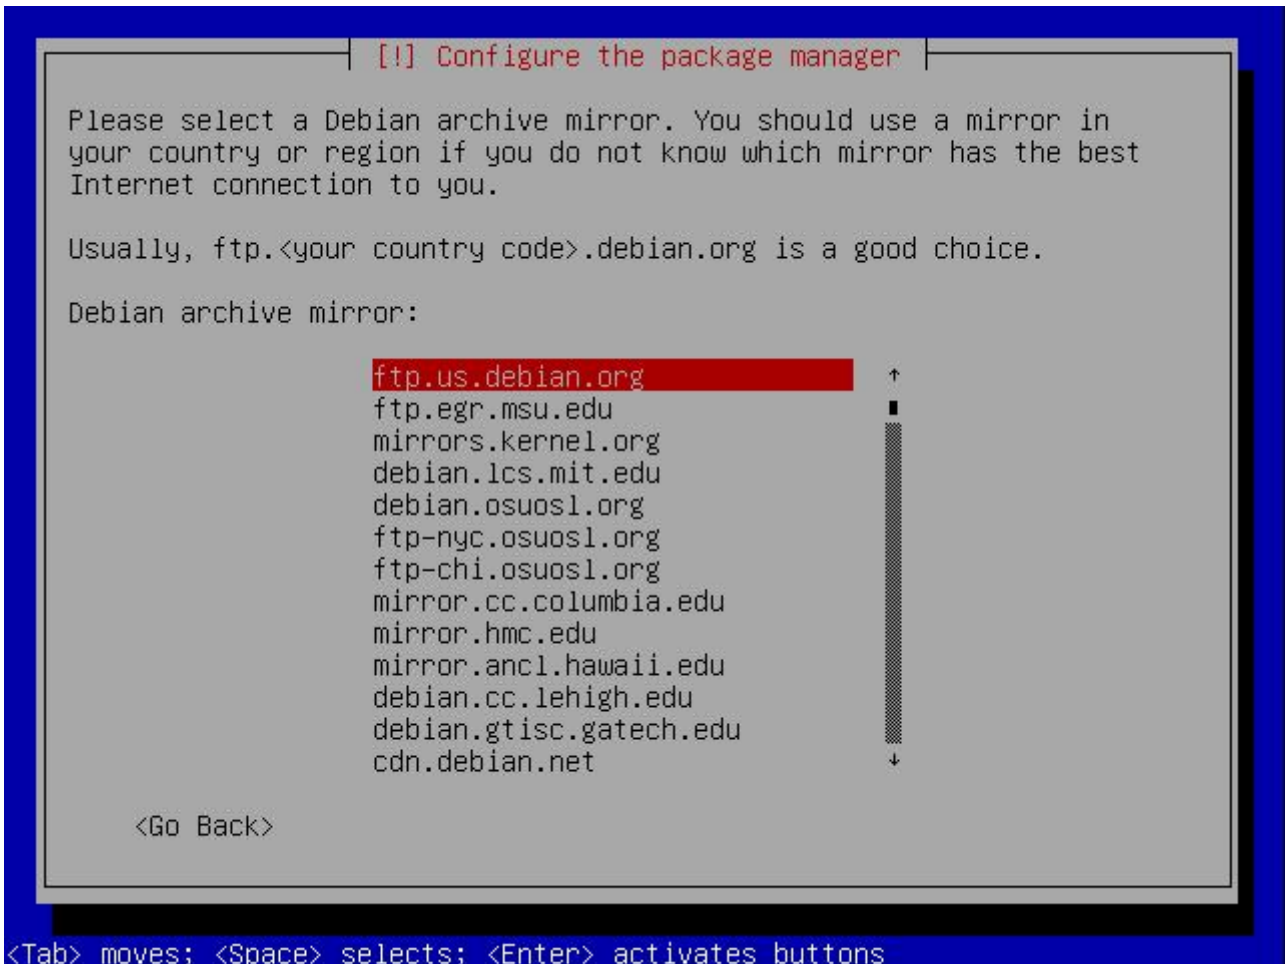 [!] Configure the package manager
Please select a Debian archive mirror. You should use a mirror in
your country or region if you do not know which mirror has the best
Internet connection to you.
Usually, ftp.<your country code>.debian.org is a good choice.
Debian archive mirror:
ftp.us.debian.org
ftp.egr.msu.edu
mirrors.kernel.org
debian.lcs.mit.edu
debian.osuosl.org
ftp-nyc.osuosl.org
ftp-chi.osuosl.org
mirror.cc.columbia.edu
mirror.hmc.edu
mirror.ancl.hawaii.edu
debian.cc.lehigh.edu
debian.gtisc.gatech.edu
cdn.debian.net
<Go Back>
<Tab> moves; <Space> selects; <Enter> activates buttons